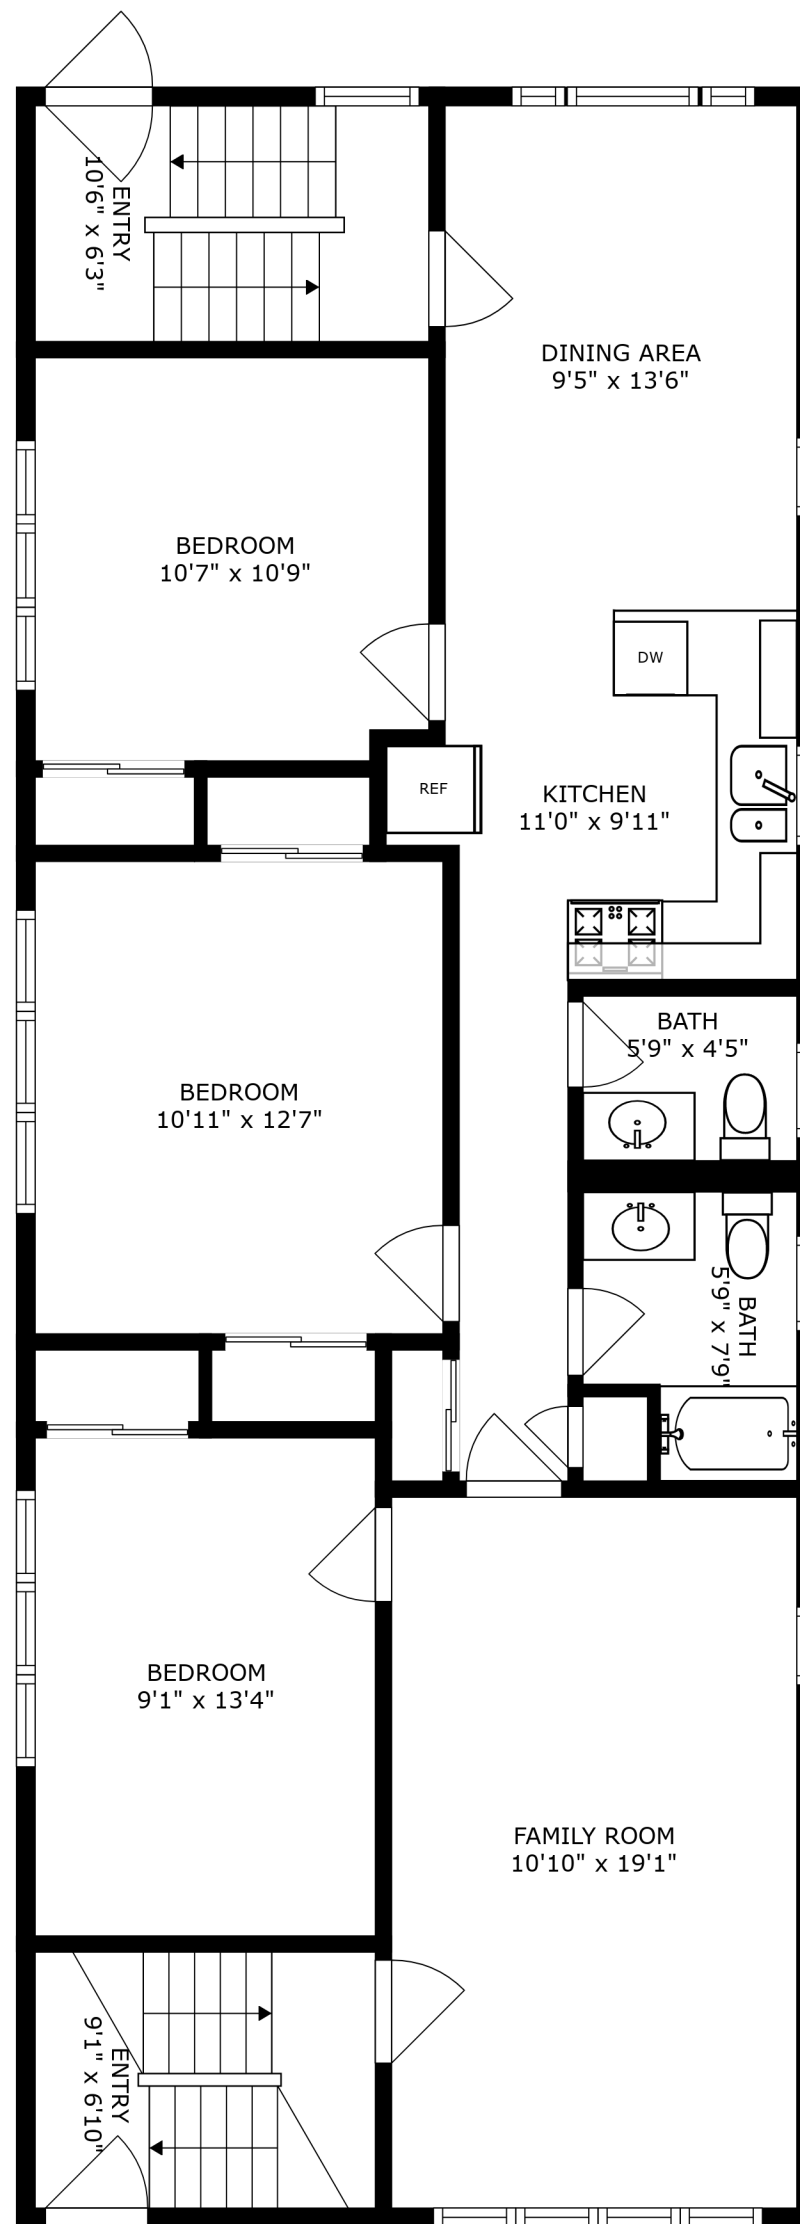 ENTRY
10'6" x 6'3"
DINING AREA
9'5" x 13'6"
BEDROOM
10'7" x 10'9"
DW
REF
KITCHEN
11'0" x 9'11"
BATH
5'9" x 4'5"
BEDROOM
10'11" x 12'7"
BATH
5'9" x 7'9"
BEDROOM
9'1" x 13'4"
FAMILY ROOM
10'10" x 19'1"
ENTRY
9'1" x 6'10"